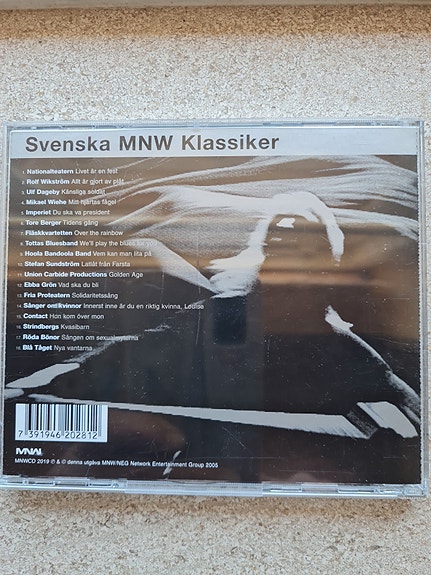 Svenska MNW Klassiker
1. Nationalteatern Livet är en fest
2. Rolf Wikström Allt är gjort av plåt
3. Ulf Dageby Känsliga soldat
4. Mikael Wiehe Mitt hjärtas fågel
5. Imperiet Du ska va president
6. Tore Berger Tidens gång
7. Fläskkvartetten Over the rainbow
8. Tottas Bluesband We'll play the blues for you
9. Hoola Bandoola Band Vem kan man lita på
10. Stefan Sundström Latlåt från Farsta
11. Union Carbide Productions Golden Age
12. Ebba Grön Vad ska du bli
13. Fria Proteatern Solidaritetssång
14. Sånger om kvinnor Innerst inne är du en riktig kvinna, Louise
15. Contact Hon kom över mon
16. Strindbergs Kvasibarn
17. Röda Bönor Sången om sexualmyterna
18. Blå Tåget Nya vantarna
7 391946 202812
MNW
MNWCD 2019 ℗ & © denna utgåva MNW/NEG Network Entertainment Group 2005